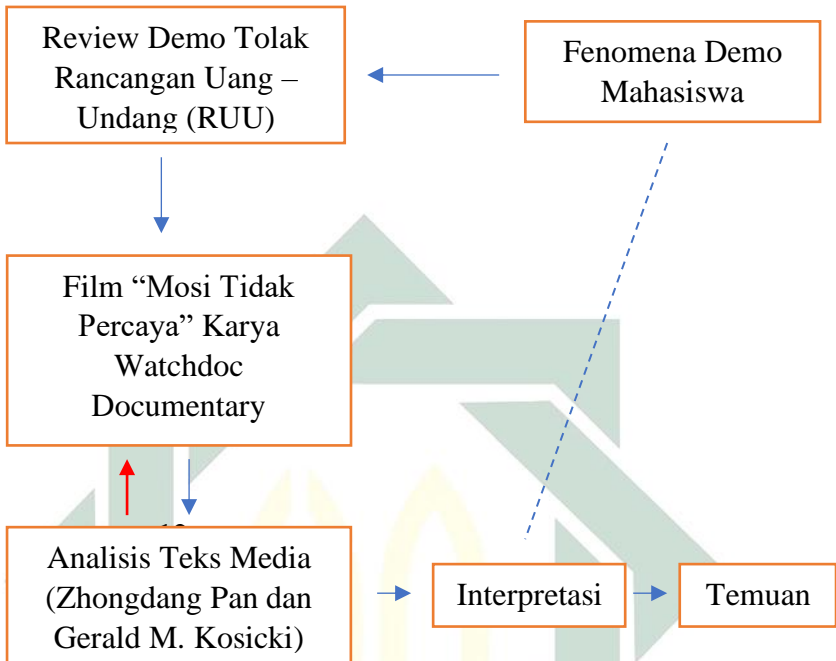 Review Demo Tolak
Rancangan Uang –
Undang (RUU)
Fenomena Demo
Mahasiswa
Film “Mosi Tidak
Percaya” Karya
Watchdoc
Documentary
Analisis Teks Media
(Zhongdang Pan dan
Gerald M. Kosicki)
Interpretasi
Temuan